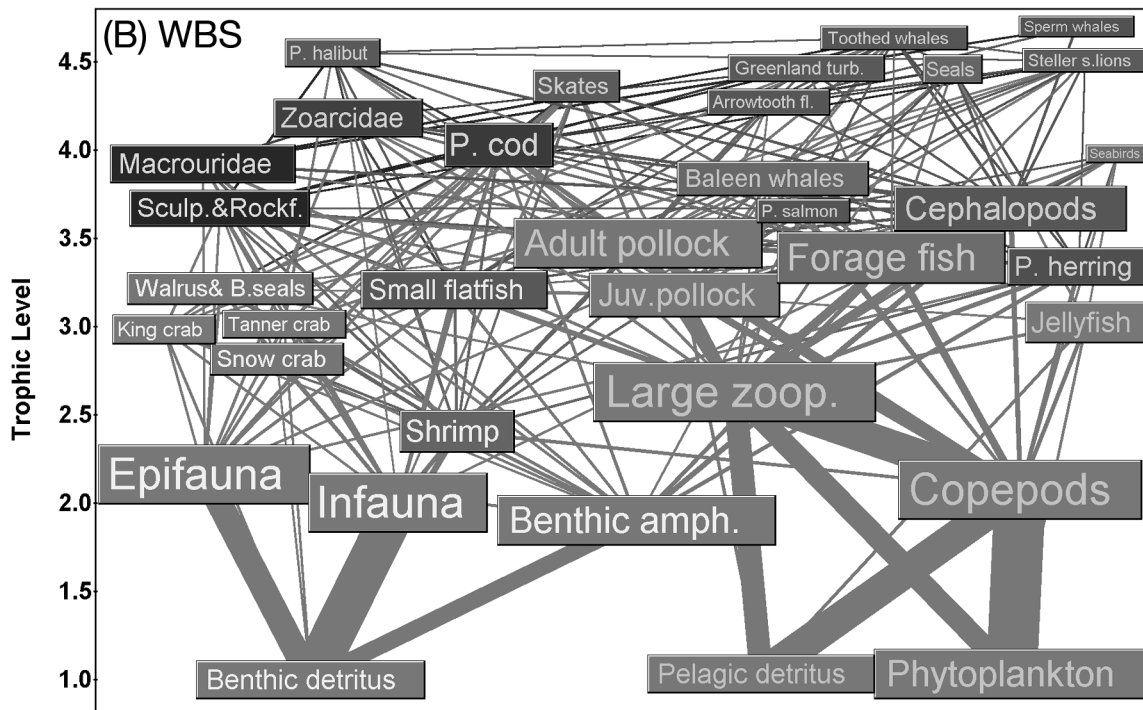 (B) WBS
Trophic Level
4.5
4.0
3.5
3.0
2.5
2.0
1.5
1.0
Sperm whales
Toothed whales
P. halibut
Steller s.lions
Greenland turb.
Seals
Skates
Arrowtooth fl.
Zoarcidae
P. cod
Seabirds
Macrouridae
Baleen whales
Sculp.&Rockf.
P. salmon
Cephalopods
Adult pollock
Forage fish
P. herring
Walrus& B.seals
Small flatfish
Juv.pollock
King crab
Tanner crab
Jellyfish
Snow crab
Large zoop.
Shrimp
Epifauna
Infauna
Copepods
Benthic amph.
Benthic detritus
Pelagic detritus
Phytoplankton